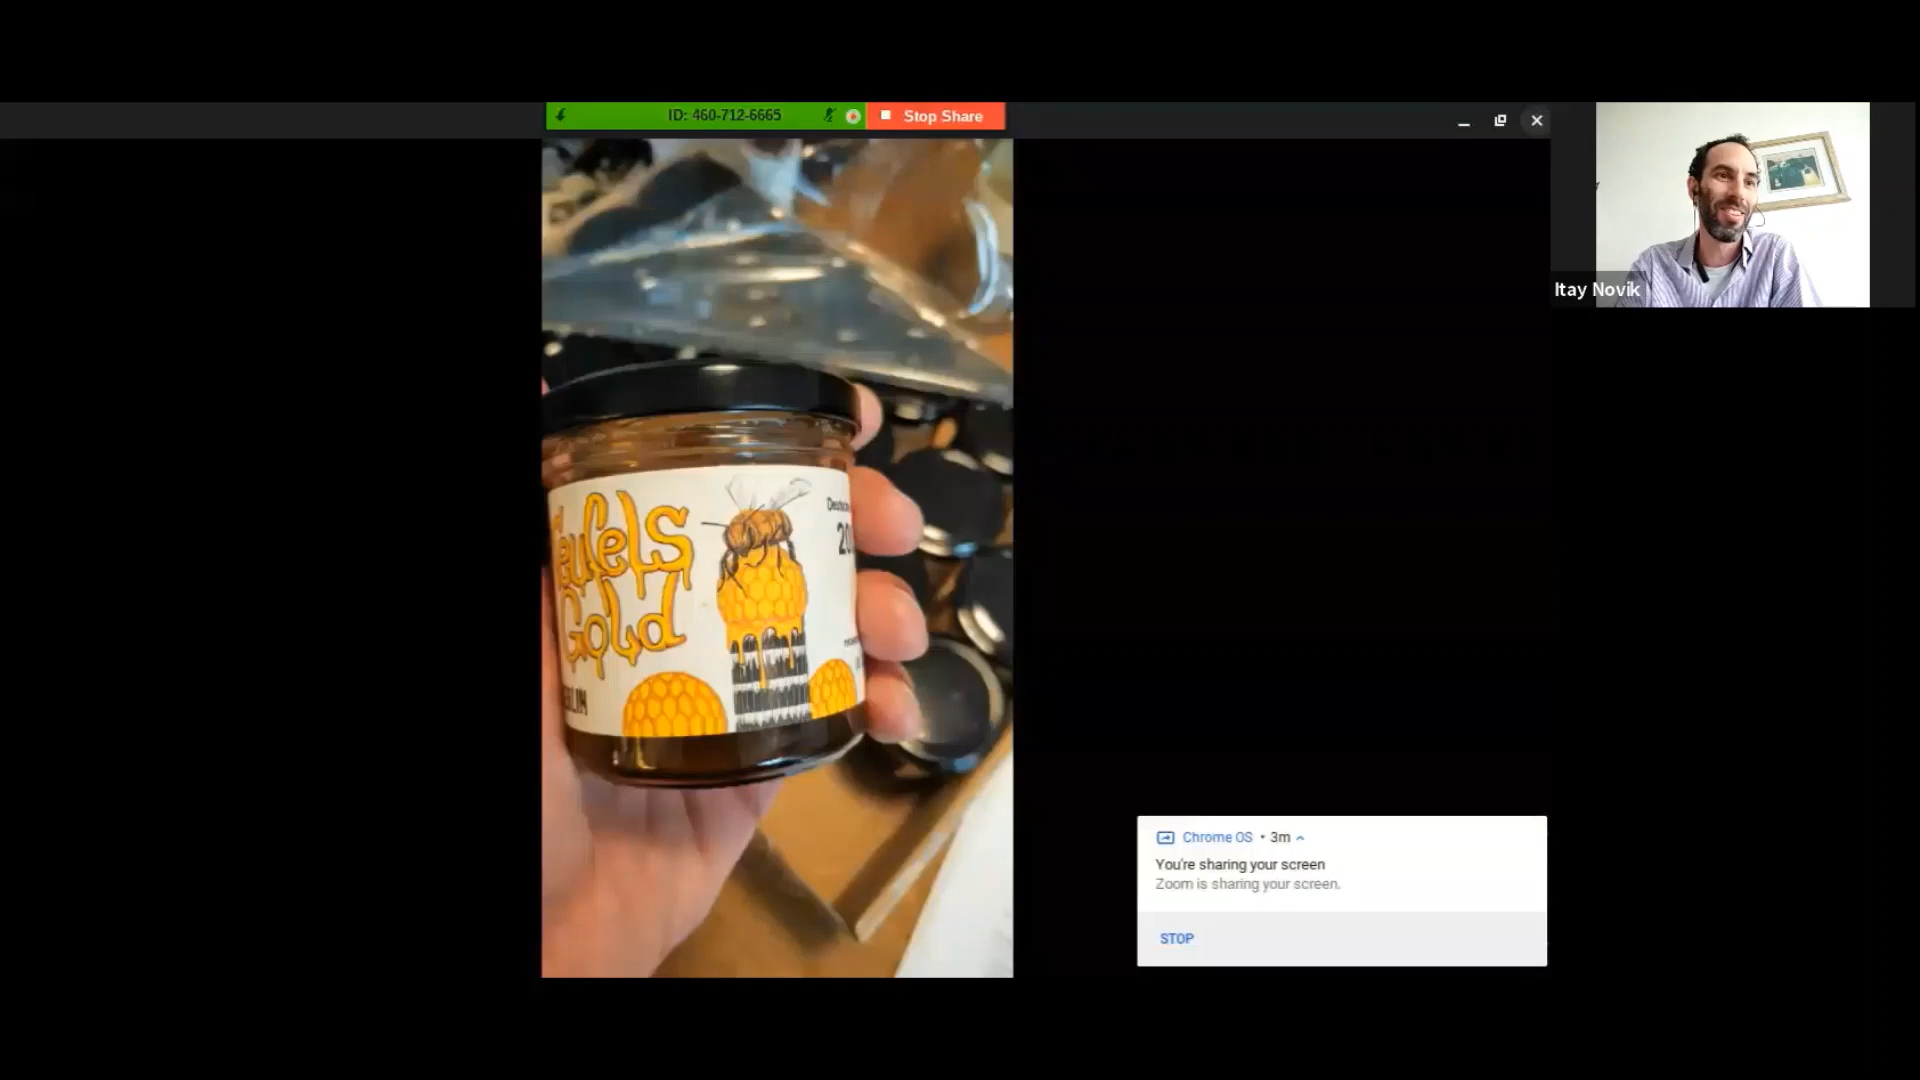 ID: 460-712-6665
Stop Share
Itay Novik
Teufels
Gold
Chrome OS • 3m
You're sharing your screen
Zoom is sharing your screen.
STOP